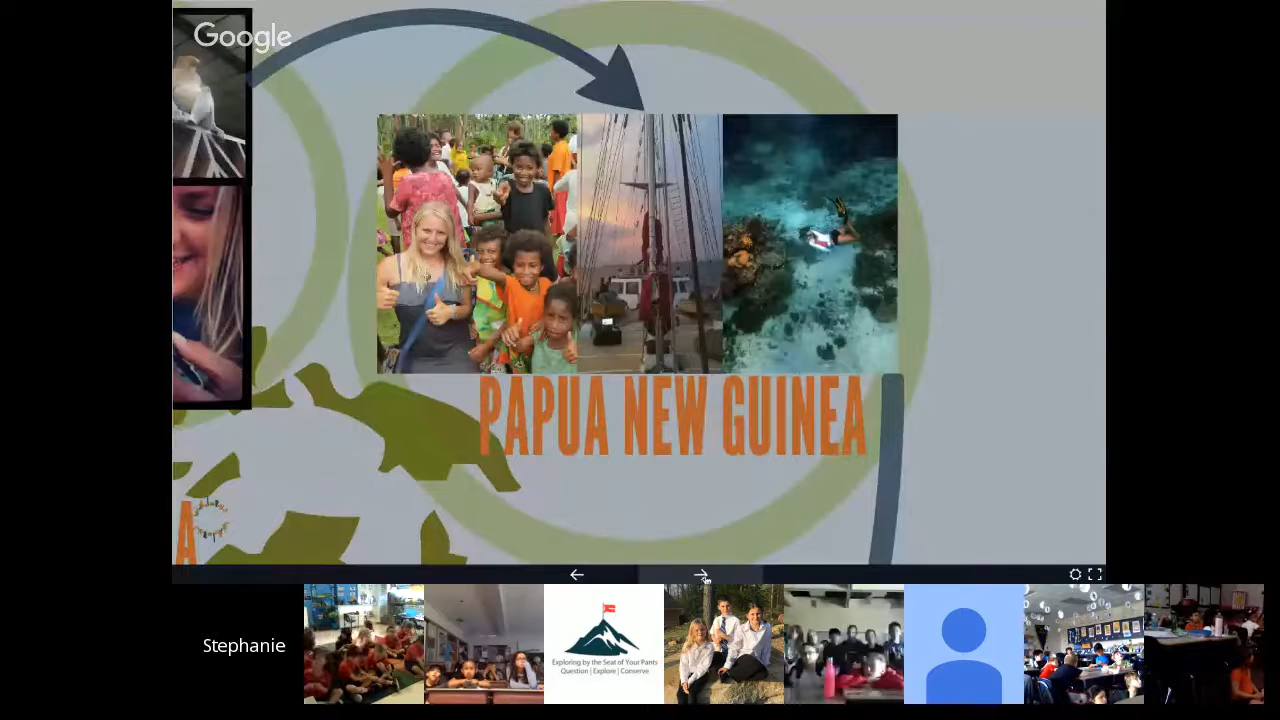 Google
PAPUA NEW GUINEA
A
Stephanie
Exploring by the Seat of Your Pants
Question | Explore | Conserve